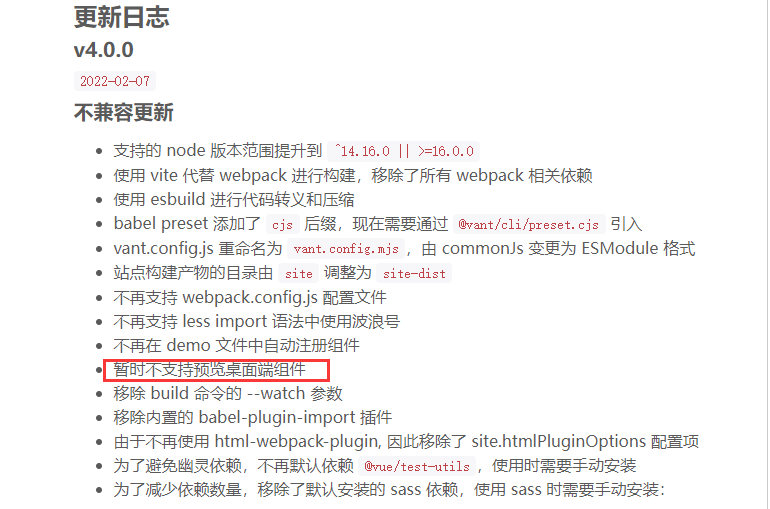 更新日志
v4.0.0
2022-02-07
不兼容更新
支持的 node 版本范围提升到 ^14.16.0 || >=16.0.0
使用 vite 代替 webpack 进行构建，移除了所有 webpack 相关依赖
使用 esbuild 进行代码转义和压缩
babel preset 添加了 cjs 后缀，现在需要通过 @vant/cli/preset.cjs 引入
vant.config.js 重命名为 vant.config.mjs，由 commonJs 变更为 ESModule 格式
站点构建产物的目录由 site 调整为 site-dist
不再支持 webpack.config.js 配置文件
不再支持 less import 语法中使用波浪号
不再在 demo 文件中自动注册组件
暂时不支持预览桌面端组件
移除 build 命令的 --watch 参数
移除内置的 babel-plugin-import 插件
由于不再使用 html-webpack-plugin, 因此移除了 site.htmlPluginOptions 配置项
为了避免幽灵依赖，不再默认依赖 @vue/test-utils，使用时需要手动安装
为了减少依赖数量，移除了默认安装的 sass 依赖，使用 sass 时需要手动安装：